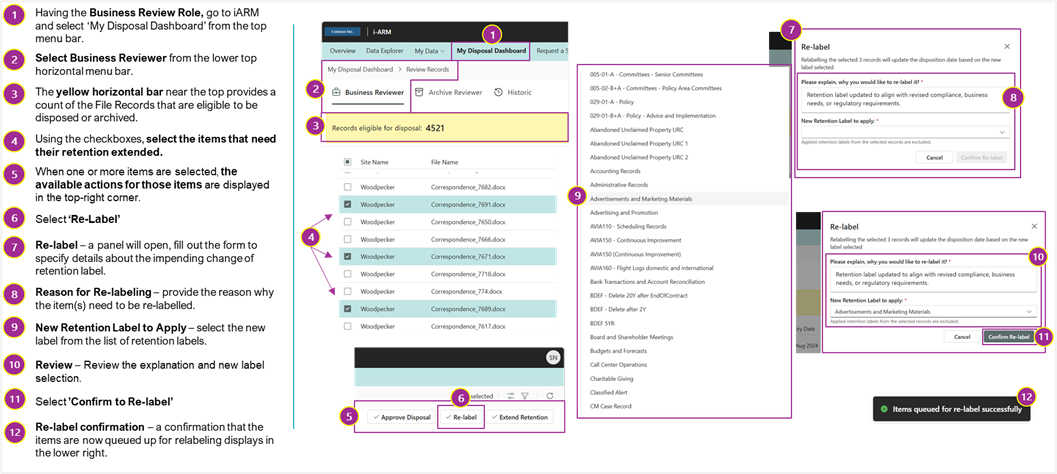 1
Having the Business Review Role, go to iARM
and select 'My Disposal Dashboard' from the top
menu bar.
2
Select Business Reviewer from the lower top
horizontal menu bar.
3
The yellow horizontal bar near the top provides a
count of the File Records that are eligible to be
disposed or archived.
4
Using the checkboxes, select the items that need
their retention extended.
5
When one or more items are selected, the
available actions for those items are displayed
in the top-right corner.
6
Select 'Re-Label'
7
Re-label – a panel will open, fill out the form to
specify details about the impending change of
retention label.
8
Reason for Re-labeling – provide the reason why
the item(s) need to be re-labelled.
9
New Retention Label to Apply – select the new
label from the list of retention labels.
10
Review – Review the explanation and new label
selection.
11
Select 'Confirm to Re-label'
12
Re-label confirmation – a confirmation that the
items are now queued up for relabeling displays in
the lower right.
Contoso Inc. i-ARM
1
Overview Data Explorer My Data My Disposal Dashboard Request a S
My Disposal Dashboard > Review Records
2
Business Reviewer Archive Reviewer Historic
3
Records eligible for disposal: 4521
Site Name File Name
Woodpecker Correspondence_7682.docx
Woodpecker Correspondence_7691.docx
Woodpecker Correspondence_7650.docx
4
Woodpecker Correspondence_7666.docx
Woodpecker Correspondence_7671.docx
Woodpecker Correspondence_7718.docx
Woodpecker Correspondence_774.docx
Woodpecker Correspondence_7689.docx
Woodpecker Correspondence_7617.docx
SN
6
selected
5
Approve Disposal Re-label Extend Retention
9
005-01-A - Committees - Senior Committees
005-02-B+A - Committees - Policy Area Committees
029-01-A - Policy
029-01-B+A - Policy - Advice and Implementation
Abandoned Unclaimed Property URC
Abandoned Unclaimed Property URC 1
Abandoned Unclaimed Property URC 2
Accounting Records
Administrative Records
Advertisements and Marketing Materials
Advertising and Promotion
AVIA110 - Scheduling Records
AVIA150 - Continuous Improvement
AVIA150 (Continuous Improvement)
AVIA160 - Flight Logs domestic and international
Bank Transactions and Account Reconciliation
BDEF - Delete 20Y after EndOfContract
BDEF - Delete after 2Y
BDEF 5YR
Board and Shareholder Meetings
Budgets and Forecasts
Call Center Operations
Charitable Giving
Classified Alert
CM Case Record
7
Re-label
Relabelling the selected 3 records will update the disposition date based on the new
label selected
Please explain, why you would like to re-label it? *
8
Retention label updated to align with revised compliance, business
needs, or regulatory requirements.
New Retention Label to apply: *
Applied retention labels from the selected records are excluded.
Cancel Confirm Re-label
Re-label
Relabelling the selected 3 records will update the disposition date based on the new
label selected
10
Please explain, why you would like to re-label it? *
Retention label updated to align with revised compliance, business
needs, or regulatory requirements.
New Retention Label to apply: *
Advertisements and Marketing Materials
Applied retention labels from the selected records are excluded.
Cancel Confirm Re-label
11
ry Date
Aug 2024
12
Items queued for re-label successfully